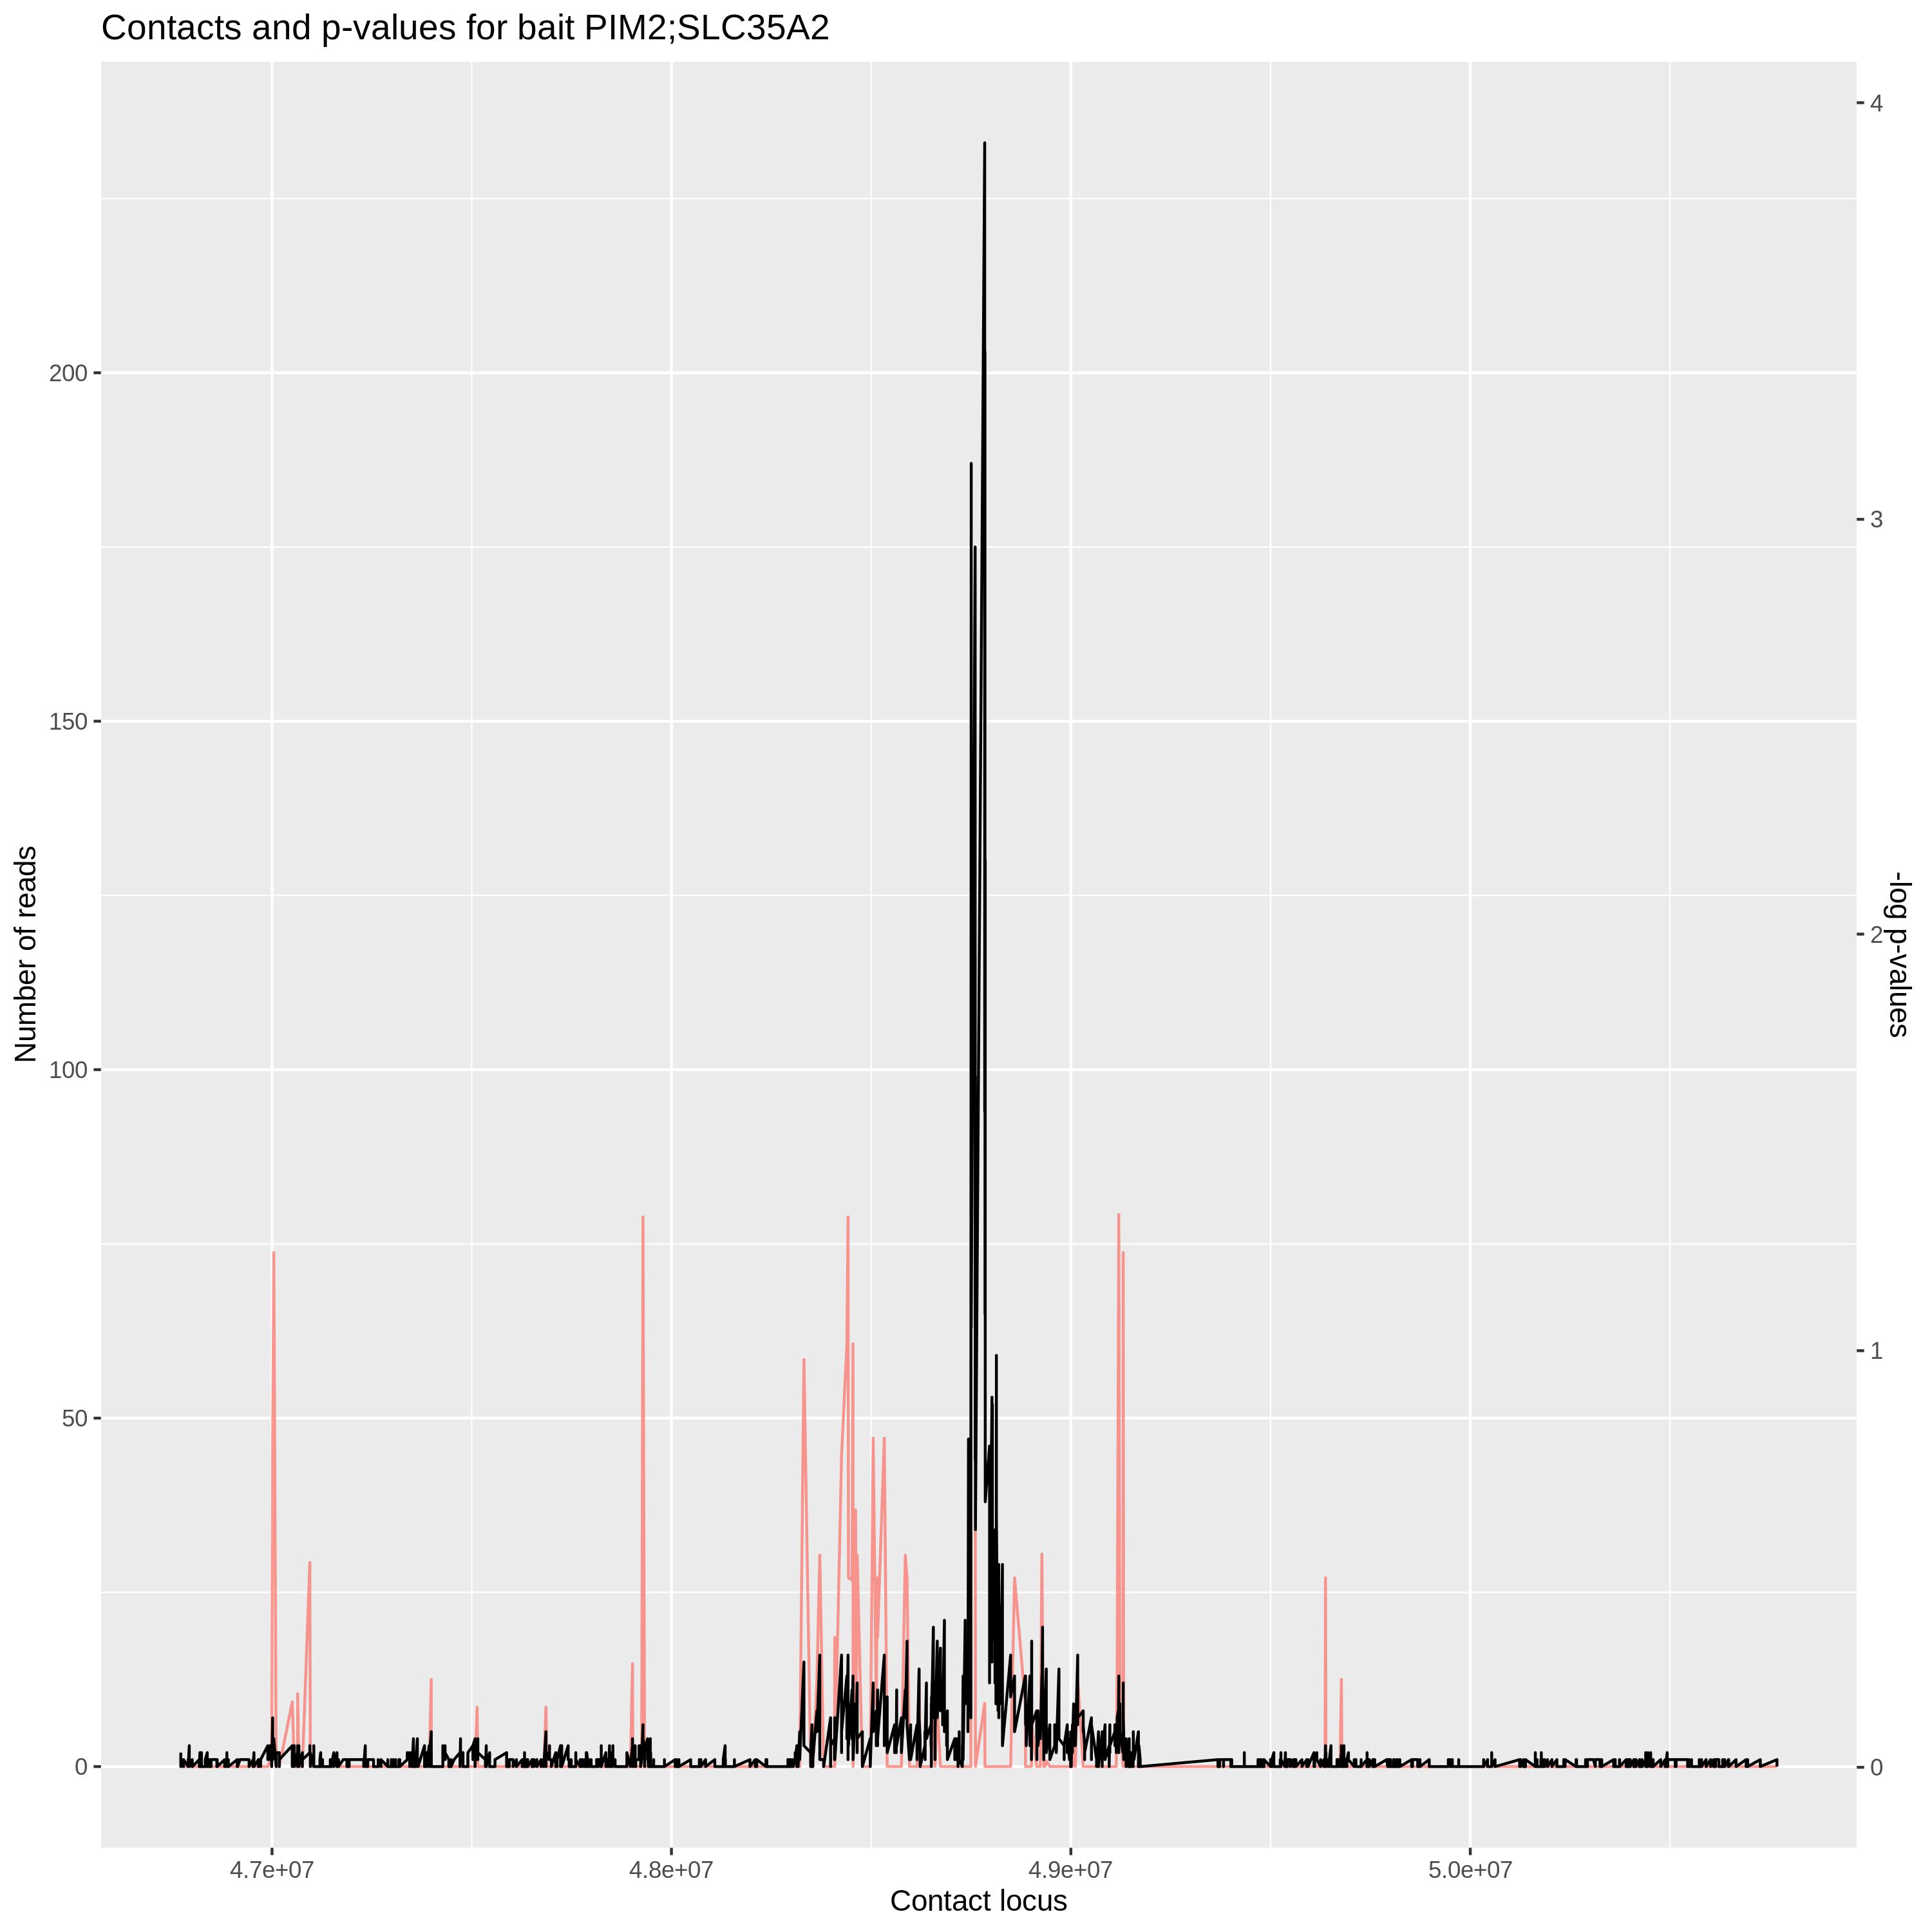 Contacts and p-values for bait PIM2;SLC35A2
4
200
3
150
2
100
1
50
0
0
Number of reads
-log p-values
4.7e+07 4.8e+07 4.9e+07 5.0e+07
Contact locus